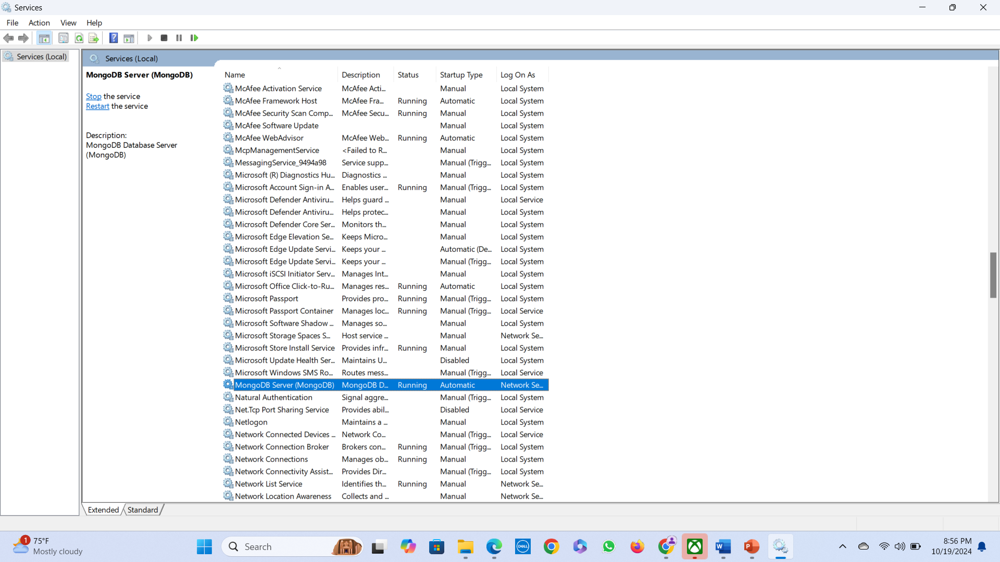 Services
File Action View Help
Services (Local)
Services (Local)
MongoDB Server (MongoDB)
Stop the service
Restart the service
Description:
MongoDB Database Server
(MongoDB)
Name Description Status Startup Type Log On As
McAfee Activation Service McAfee Acti... Manual Local System
McAfee Framework Host McAfee Fra... Running Automatic Local System
McAfee Security Scan Comp... McAfee Secu... Running Manual Local System
McAfee Software Update Manual Local System
McAfee WebAdvisor McAfee Web... Running Automatic Local System
McpManagementService <Failed to R... Manual Local System
MessagingService_9494a98 Service supp... Manual (Trigg... Local System
Microsoft (R) Diagnostics Hu... Diagnostics ... Manual Local System
Microsoft Account Sign-in A... Enables user... Running Manual (Trigg... Local System
Microsoft Defender Antiviru... Helps guard ... Manual Local Service
Microsoft Defender Antiviru... Helps protec... Manual Local System
Microsoft Defender Core Ser... Monitors th... Manual Local System
Microsoft Edge Elevation Se... Keeps Micro... Manual Local System
Microsoft Edge Update Servi... Keeps your ... Automatic (De... Local System
Microsoft Edge Update Servi... Keeps your ... Manual (Trigg... Local System
Microsoft iSCSI Initiator Serv... Manages Int... Manual Local System
Microsoft Office Click-to-Ru... Manages res... Running Automatic Local System
Microsoft Passport Provides pro... Running Manual (Trigg... Local System
Microsoft Passport Container Manages loc... Running Manual (Trigg... Local Service
Microsoft Software Shadow ... Manages so... Manual Local System
Microsoft Storage Spaces S... Host service ... Manual Network Se...
Microsoft Store Install Service Provides infr... Running Manual Local System
Microsoft Update Health Ser... Maintains U... Disabled Local System
Microsoft Windows SMS Ro... Routes mess... Manual (Trigg... Local Service
MongoDB Server (MongoDB) MongoDB D... Running Automatic Network Se...
Natural Authentication Signal aggre... Manual (Trigg... Local System
Net.Tcp Port Sharing Service Provides abil... Disabled Local Service
Netlogon Maintains a ... Manual Local System
Network Connected Devices ... Network Co... Manual (Trigg... Local Service
Network Connection Broker Brokers con... Running Manual (Trigg... Local System
Network Connections Manages ob... Running Manual Local System
Network Connectivity Assist... Provides Dir... Manual (Trigg... Local System
Network List Service Identifies th... Running Manual Network Se...
Network Location Awareness Collects and ... Manual Network Se...
Extended Standard
1 75°F
Mostly cloudy
Search
DELL
W
P
8:56 PM
10/19/2024